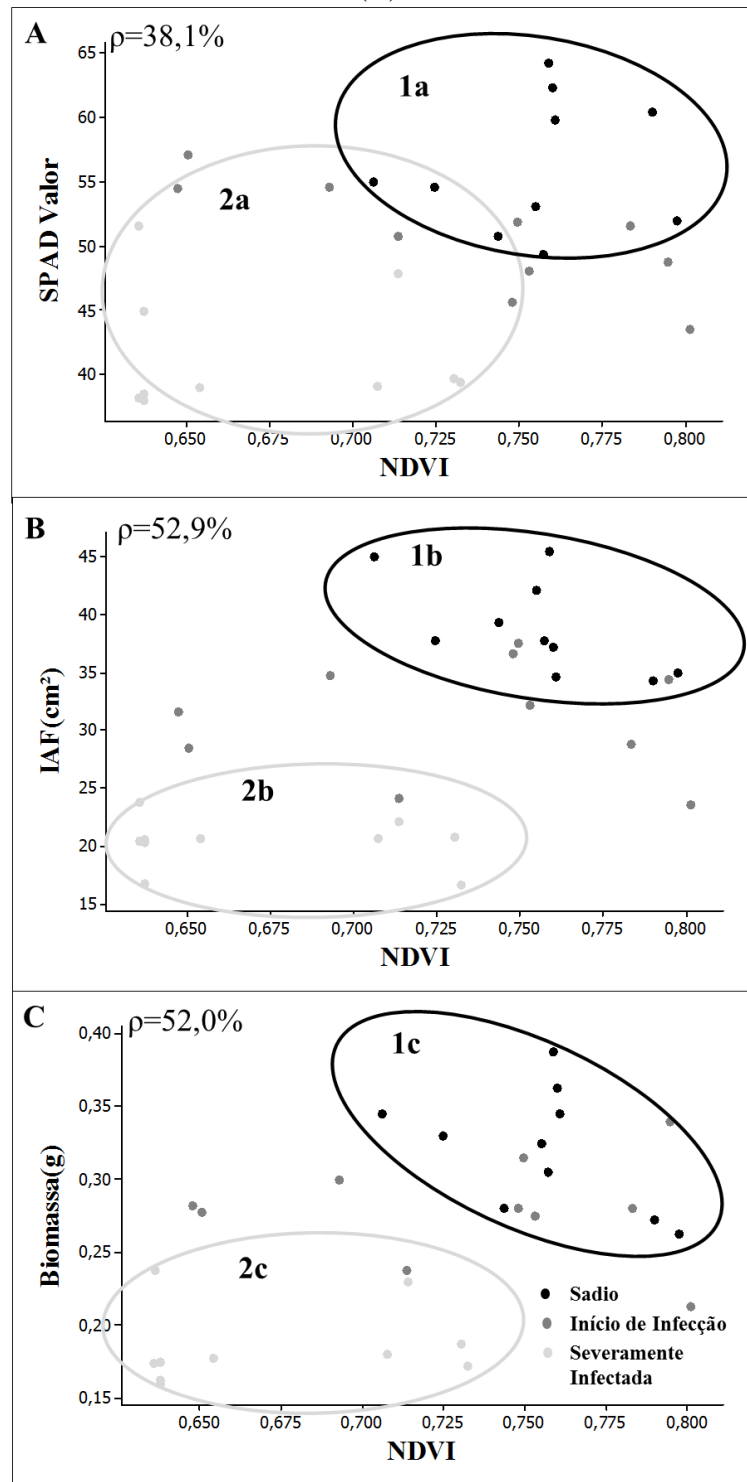 A
ρ=38,1%
1a
2a
65
60
55
50
45
40
SPAD Valor
0,650 0,675 0,700 0,725 0,750 0,775 0,800
NDVI
B
ρ=52,9%
1b
2b
45
40
35
30
25
20
15
IAF(cm²)
0,650 0,675 0,700 0,725 0,750 0,775 0,800
NDVI
C
ρ=52,0%
1c
2c
0,40
0,35
0,30
0,25
0,20
0,15
Biomassa(g)
Sadio
Início de Infecção
Severamente
Infectada
0,650 0,675 0,700 0,725 0,750 0,775 0,800
NDVI